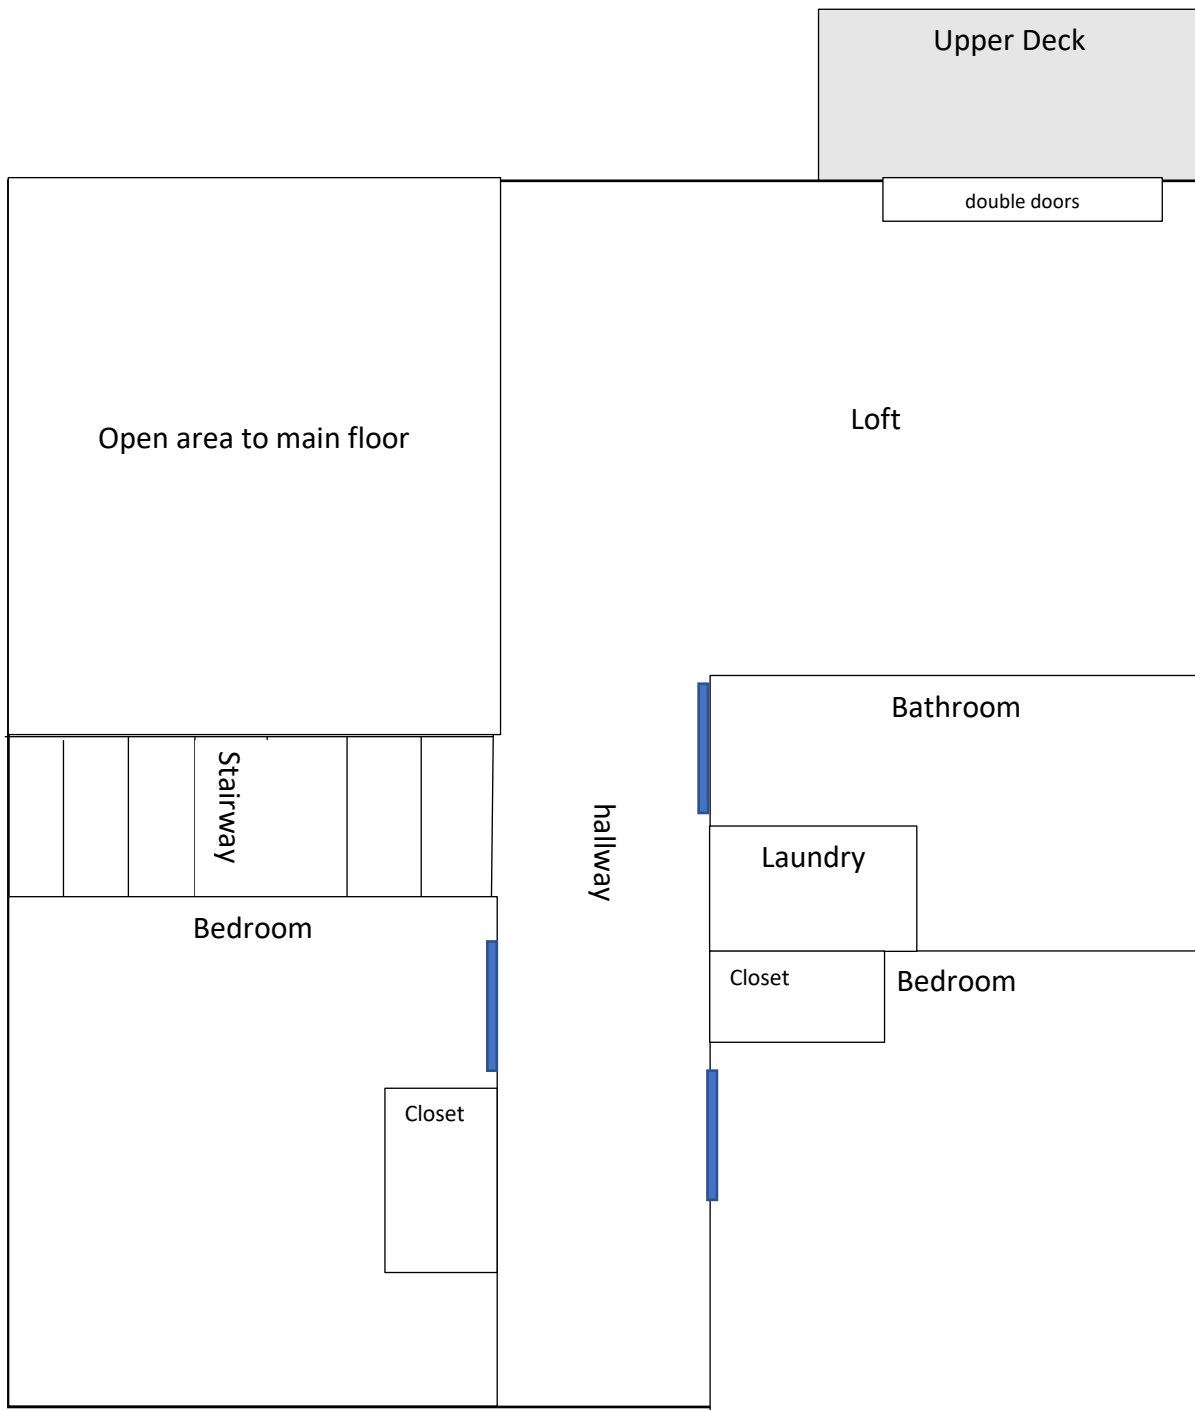 Upper Deck
double doors
Open area to main floor
Loft
Bathroom
Stairway
hallway
Laundry
Bedroom
Closet
Bedroom
Closet